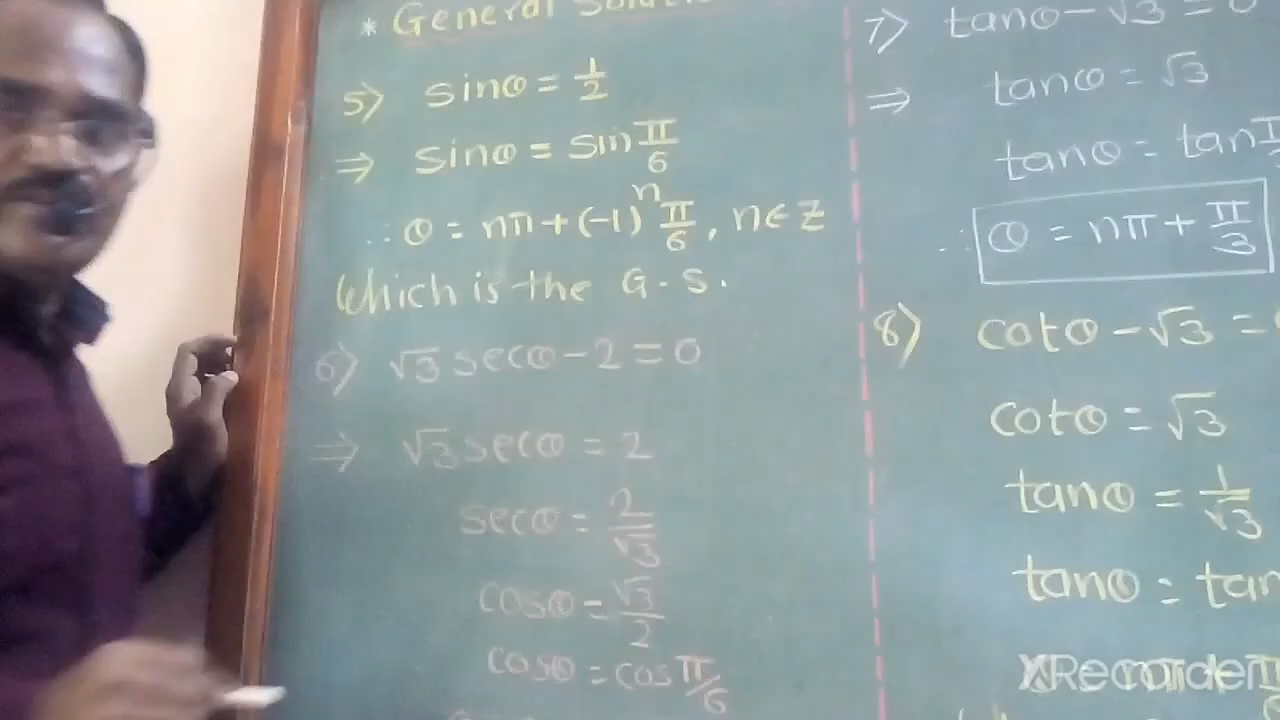 * General
5) sinθ = 1/2
⇒ sinθ = sin π/6
∴ θ = nπ + (-1)^n π/6, n∈Z
Which is the G.S.
6) √3 secθ - 2 = 0
⇒ √3 secθ = 2
secθ = 2/√3
cosθ = √3/2
cosθ = cos π/6
7) tanθ - √3 = 0
⇒ tanθ = √3
tanθ = tan
∴ θ = nπ + π/3
8) cotθ - √3 =
cotθ = √3
tanθ = 1/√3
tanθ = tan
XRecorder